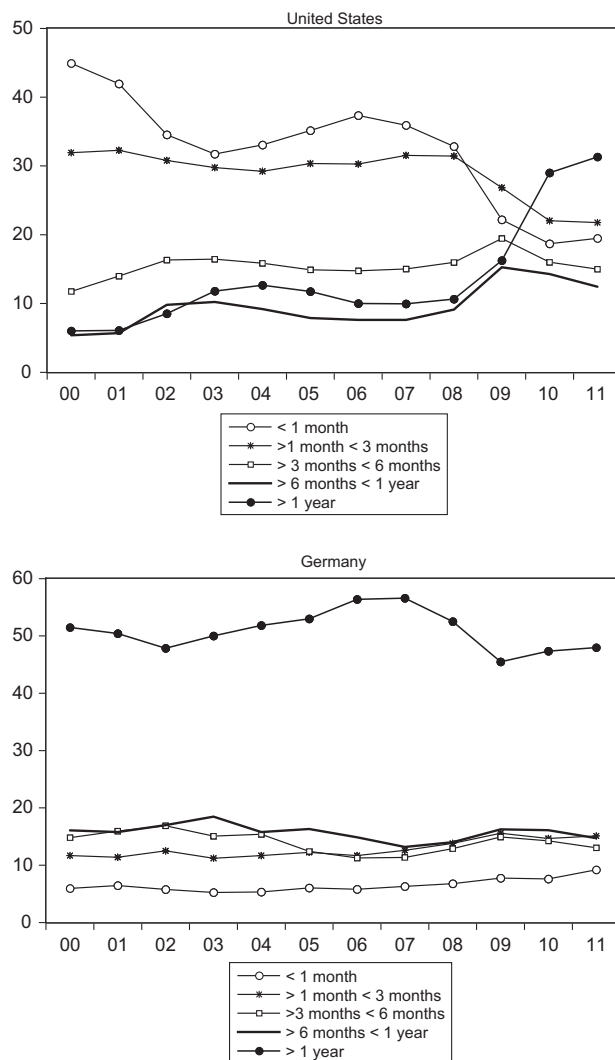 United States
50
40
30
20
10
0
00 01 02 03 04 05 06 07 08 09 10 11
< 1 month
>1 month < 3 months
> 3 months < 6 months
> 6 months < 1 year
> 1 year
Germany
60
50
40
30
20
10
0
00 01 02 03 04 05 06 07 08 09 10 11
< 1 month
> 1 month < 3 months
>3 months < 6 months
> 6 months < 1 year
> 1 year